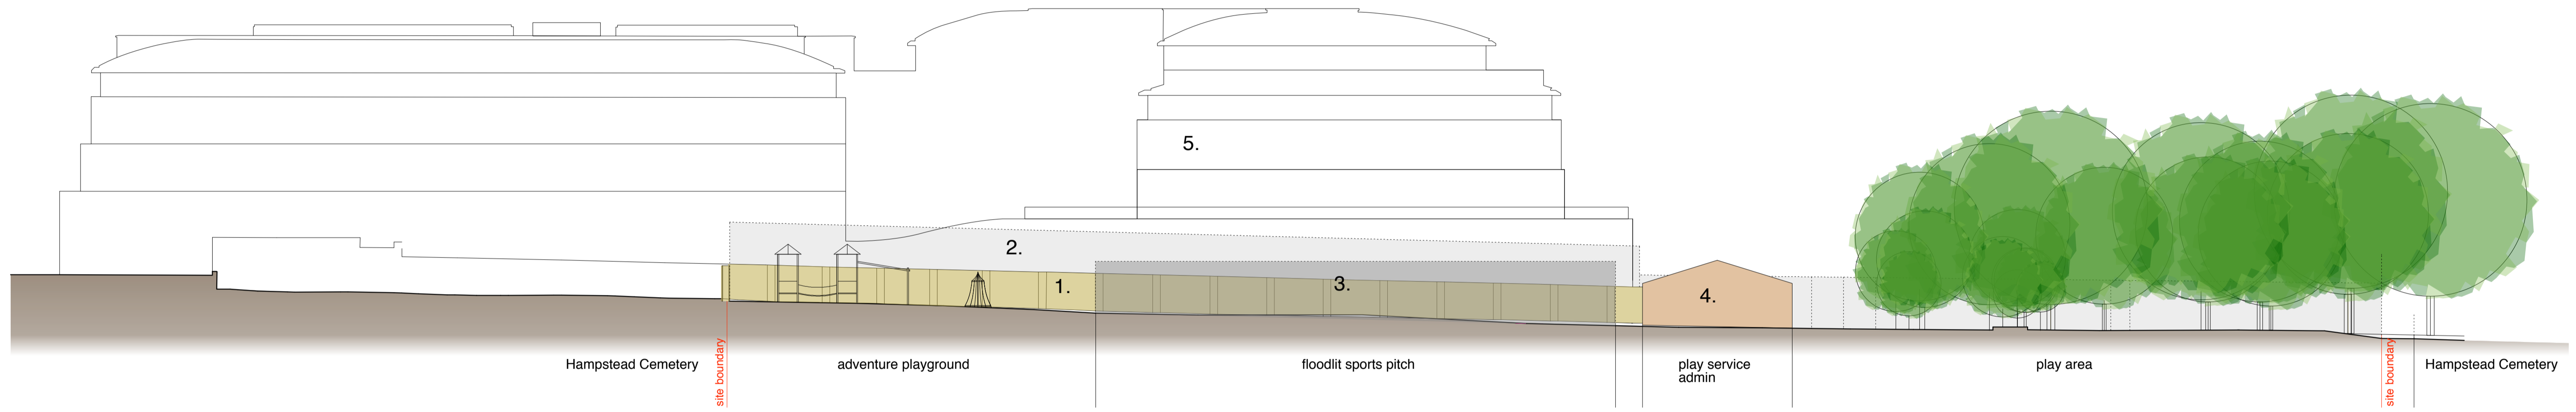 5.
2.
1.
3.
4.
Hampstead Cemetery
site boundary
adventure playground
floodlit sports pitch
play service
admin
play area
site boundary
Hampstead Cemetery